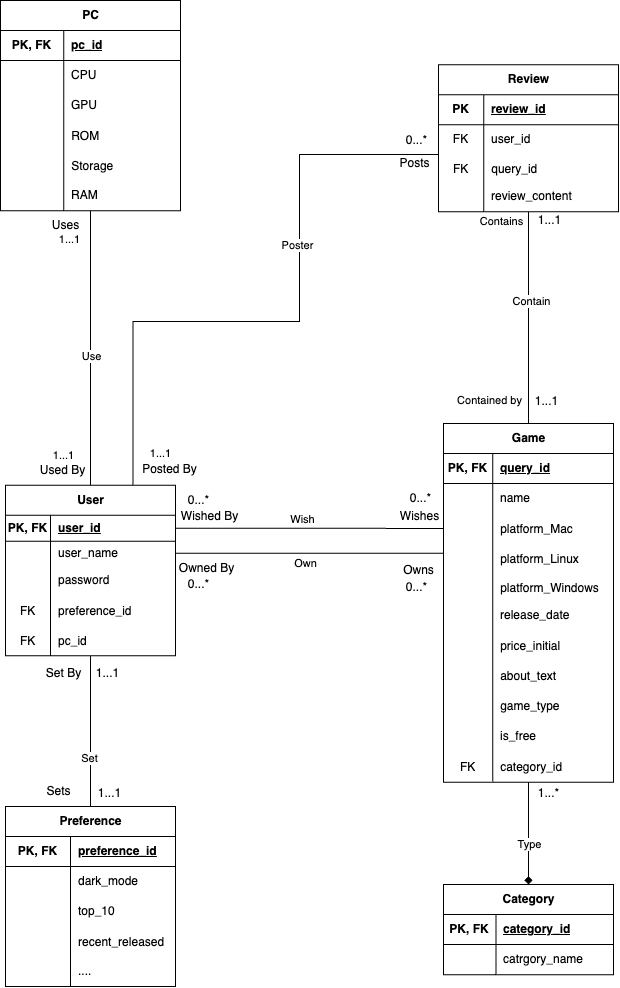 PC
PK, FK pc_id
CPU
GPU
ROM
Storage
RAM
Uses
1...1
Use
1...1
Used By
Review
PK review_id
FK user_id
FK query_id
review_content
0...*
Posts
Poster
1...1
Posted By
Contains 1...1
Contain
Contained by 1...1
User
PK, FK user_id
user_name
password
FK preference_id
FK pc_id
0...*
Wished By
Wish
0...*
Wishes
Owned By
0...*
Own
Owns
0...*
Game
PK, FK query_id
name
platform_Mac
platform_Linux
platform_Windows
release_date
price_initial
about_text
game_type
is_free
FK category_id
Set By 1...1
Set
Sets 1...1
Preference
PK, FK preference_id
dark_mode
top_10
recent_released
....
1...*
Type
Category
PK, FK category_id
catrgory_name